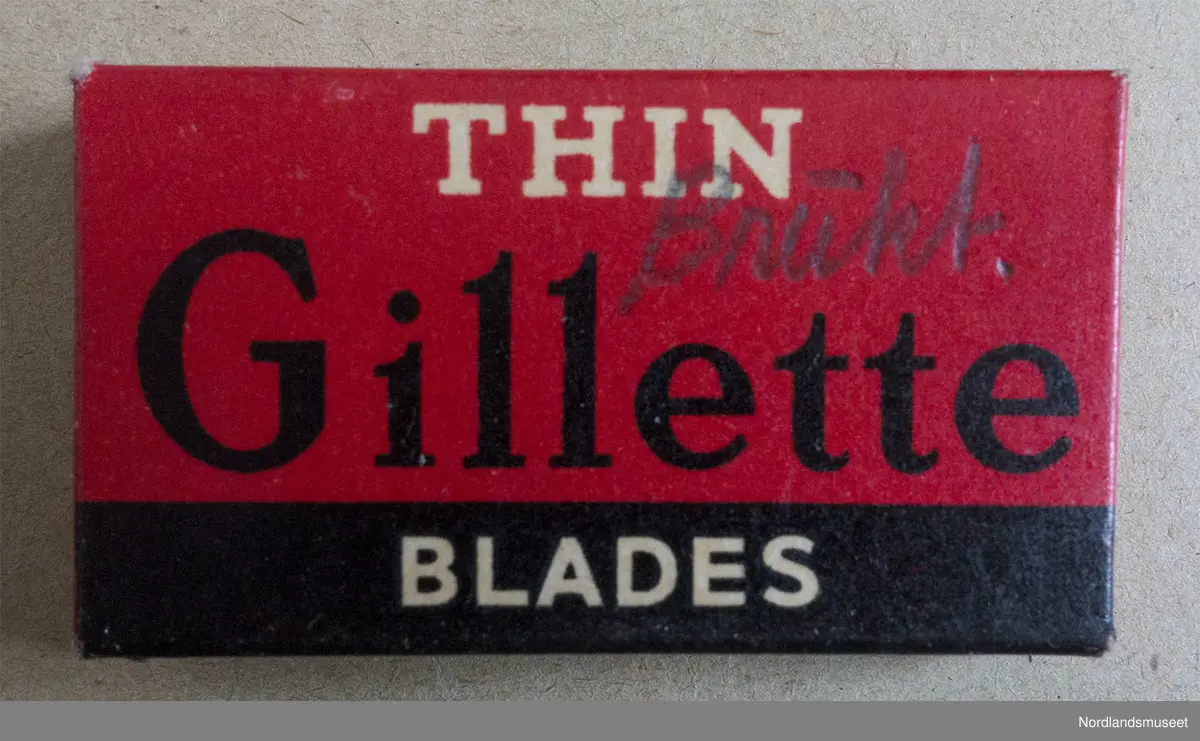 THIN
Brukt.
Gillette
BLADES
Nordlandsmuseet